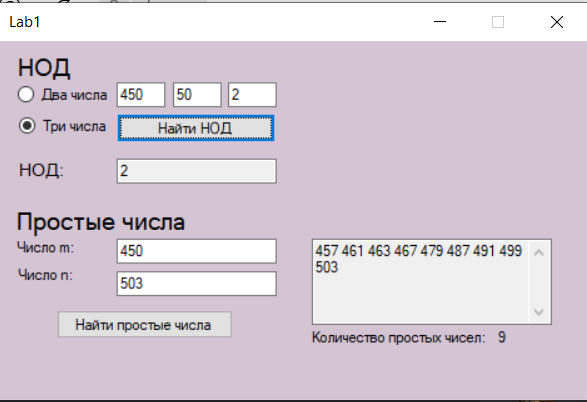 Lab1
НОД
Два числа 450 50 2
Три числа Найти НОД
НОД: 2
Простые числа
Число m: 450
Число n: 503
Найти простые числа
457 461 463 467 479 487 491 499
503
Количество простых чисел: 9